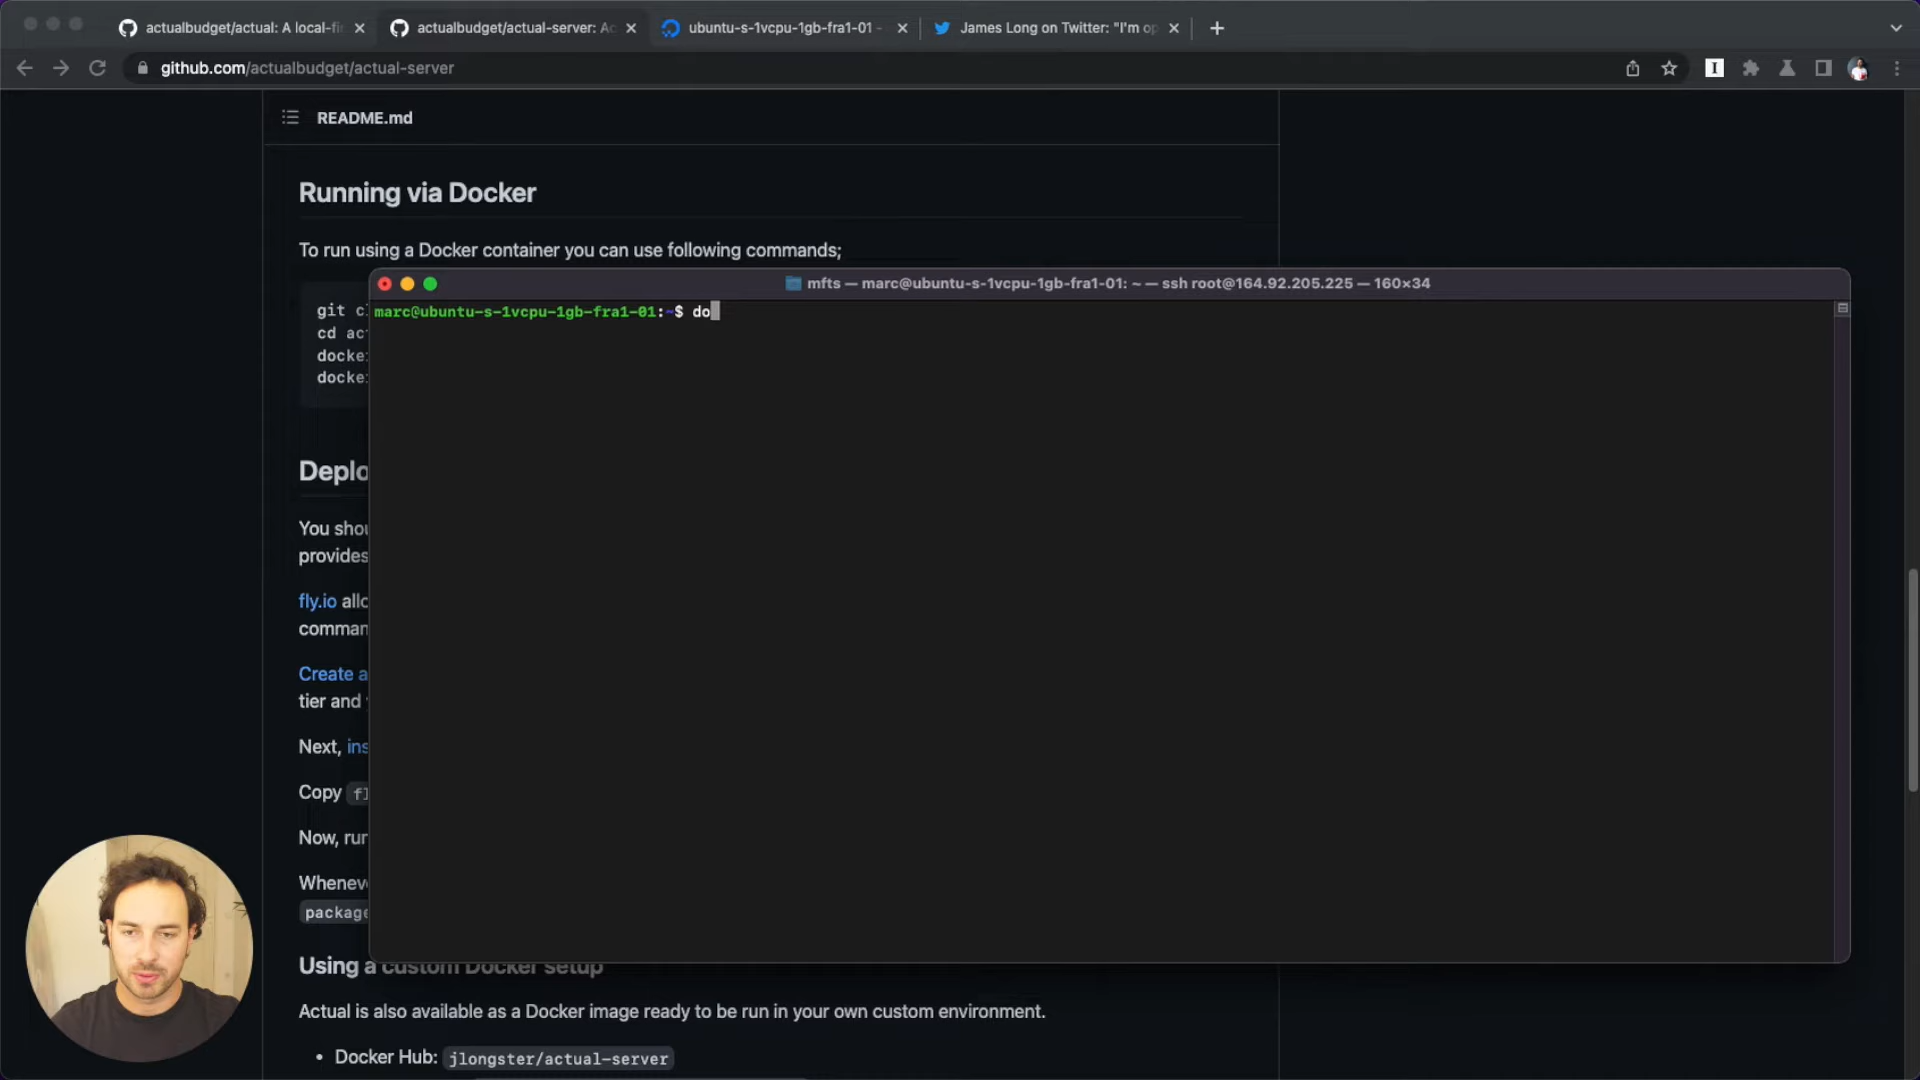 actualbudget/actual: A local-fi
actualbudget/actual-server: Ac
ubuntu-s-1vcpu-1gb-fra1-01 -
James Long on Twitter: "I'm op
github.com/actualbudget/actual-server
README.md
Running via Docker
To run using a Docker container you can use following commands;
mfts — marc@ubuntu-s-1vcpu-1gb-fra1-01: ~ — ssh root@164.92.205.225 — 160×34
marc@ubuntu-s-1vcpu-1gb-fra1-01:~$ do
git cl
cd ac
docke
docke
Deplo
You shou
provides
fly.io allo
comman
Create a
tier and
Next, ins
Copy fl
Now, run
Wheneve
package
Using a custom Docker setup
Actual is also available as a Docker image ready to be run in your own custom environment.
• Docker Hub: jlongster/actual-server